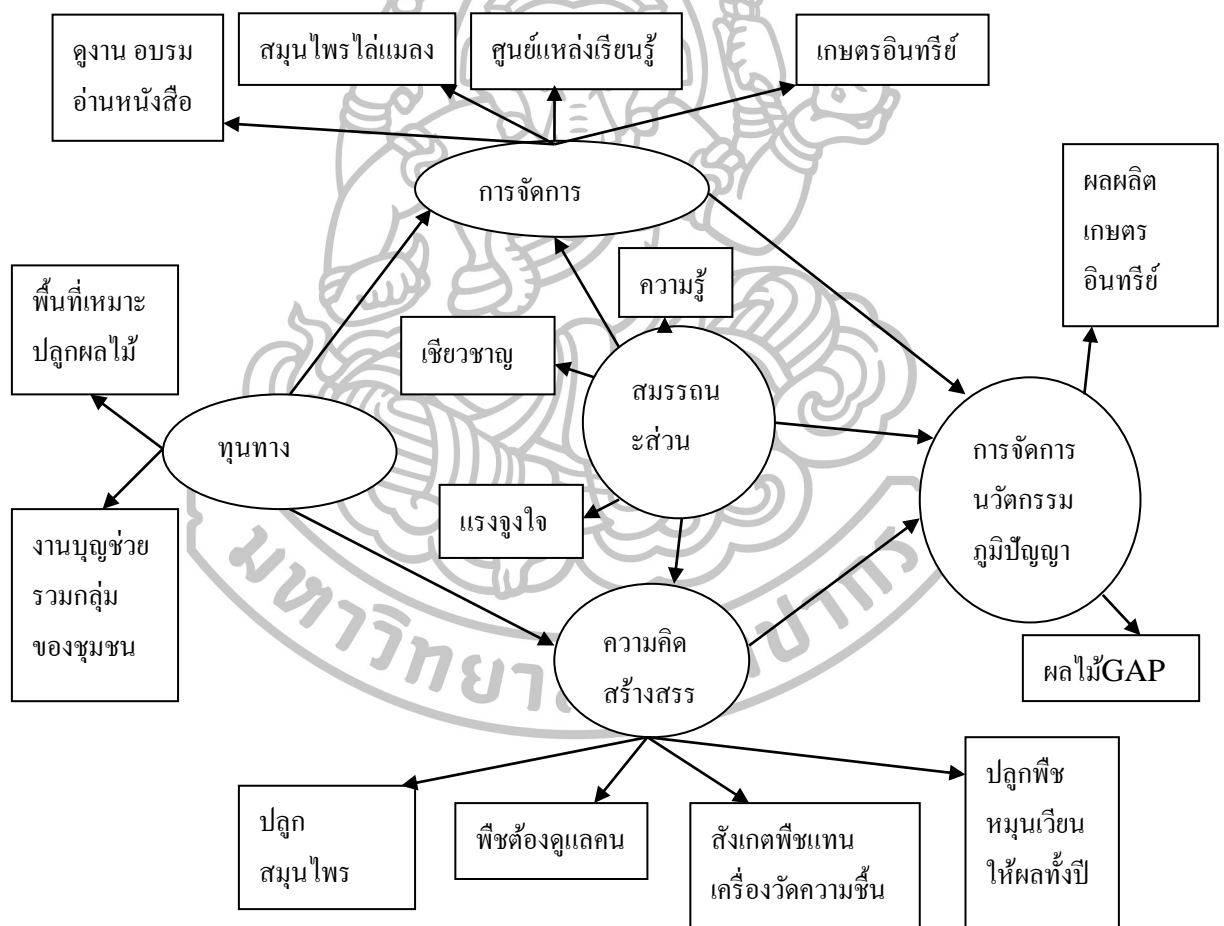 ดูงาน อบรม
อ่านหนังสือ
สมุนไพรไล่แมลง
ศูนย์แหล่งเรียนรู้
เกษตรอินทรีย์
การจัดการ
ผลผลิต
เกษตร
อินทรีย์
ความรู้
พื้นที่เหมาะ
ปลูกผลไม้
เชียวชาญ
สมรรถน
ะส่วน
ทุนทาง
การจัดการ
นวัตกรรม
ภูมิปัญญา
แรงจูงใจ
งานบุญช่วย
รวมกลุ่ม
ของชุมชน
ความคิด
สร้างสรร
ผลไม้GAP
ปลูก
สมุนไพร
พืชต้องดูแลคน
สังเกตพืชแทน
เครื่องวัดความชื้น
ปลูกพืช
หมุนเวียน
ให้ผลทั้งปี